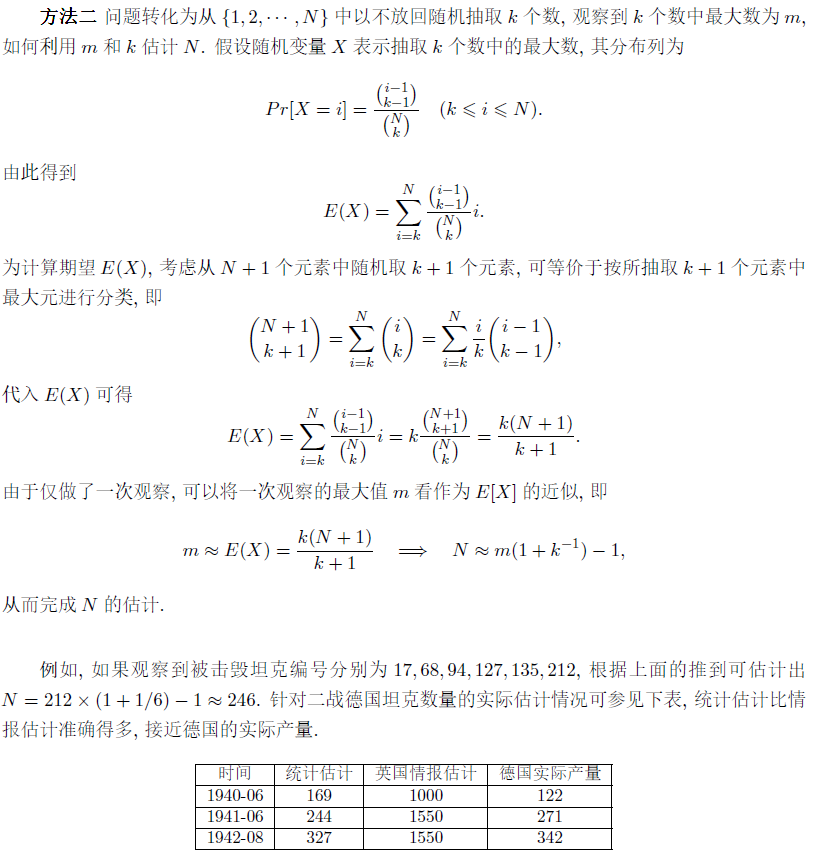 方法二 问题转化为从 {1, 2, ⋯ , N} 中以不放回随机抽取 k 个数, 观察到 k 个数中最大数为 m,
如何利用 m 和 k 估计 N. 假设随机变量 X 表示抽取 k 个数中的最大数, 其分布列为
Pr[X = i] = \frac{\binom{i-1}{k-1}}{\binom{N}{k}} (k ⩽ i ⩽ N).
由此得到
E(X) = \sum_{i=k}^{N} \frac{\binom{i-1}{k-1}}{\binom{N}{k}} i.
为计算期望 E(X), 考虑从 N + 1 个元素中随机取 k + 1 个元素, 可等价于按所抽取 k + 1 个元素中
最大元进行分类, 即
\binom{N+1}{k+1} = \sum_{i=k}^{N} \binom{i}{k} = \sum_{i=k}^{N} \frac{i}{k} \binom{i-1}{k-1},
代入 E(X) 可得
E(X) = \sum_{i=k}^{N} \frac{\binom{i-1}{k-1}}{\binom{N}{k}} i = k \frac{\binom{N+1}{k+1}}{\binom{N}{k}} = \frac{k(N+1)}{k+1}.
由于仅做了一次观察, 可以将一次观察的最大值 m 看作为 E[X] 的近似, 即
m ≈ E(X) = \frac{k(N+1)}{k+1} ⟹ N ≈ m(1 + k^{-1}) − 1,
从而完成 N 的估计.
例如, 如果观察到被击毁坦克编号分别为 17, 68, 94, 127, 135, 212, 根据上面的推到可估计出
N = 212 × (1 + 1/6) − 1 ≈ 246. 针对二战德国坦克数量的实际估计情况可参见下表, 统计估计比情
报估计准确得多, 接近德国的实际产量.
时间 统计估计 英国情报估计 德国实际产量
1940-06 169 1000 122
1941-06 244 1550 271
1942-08 327 1550 342